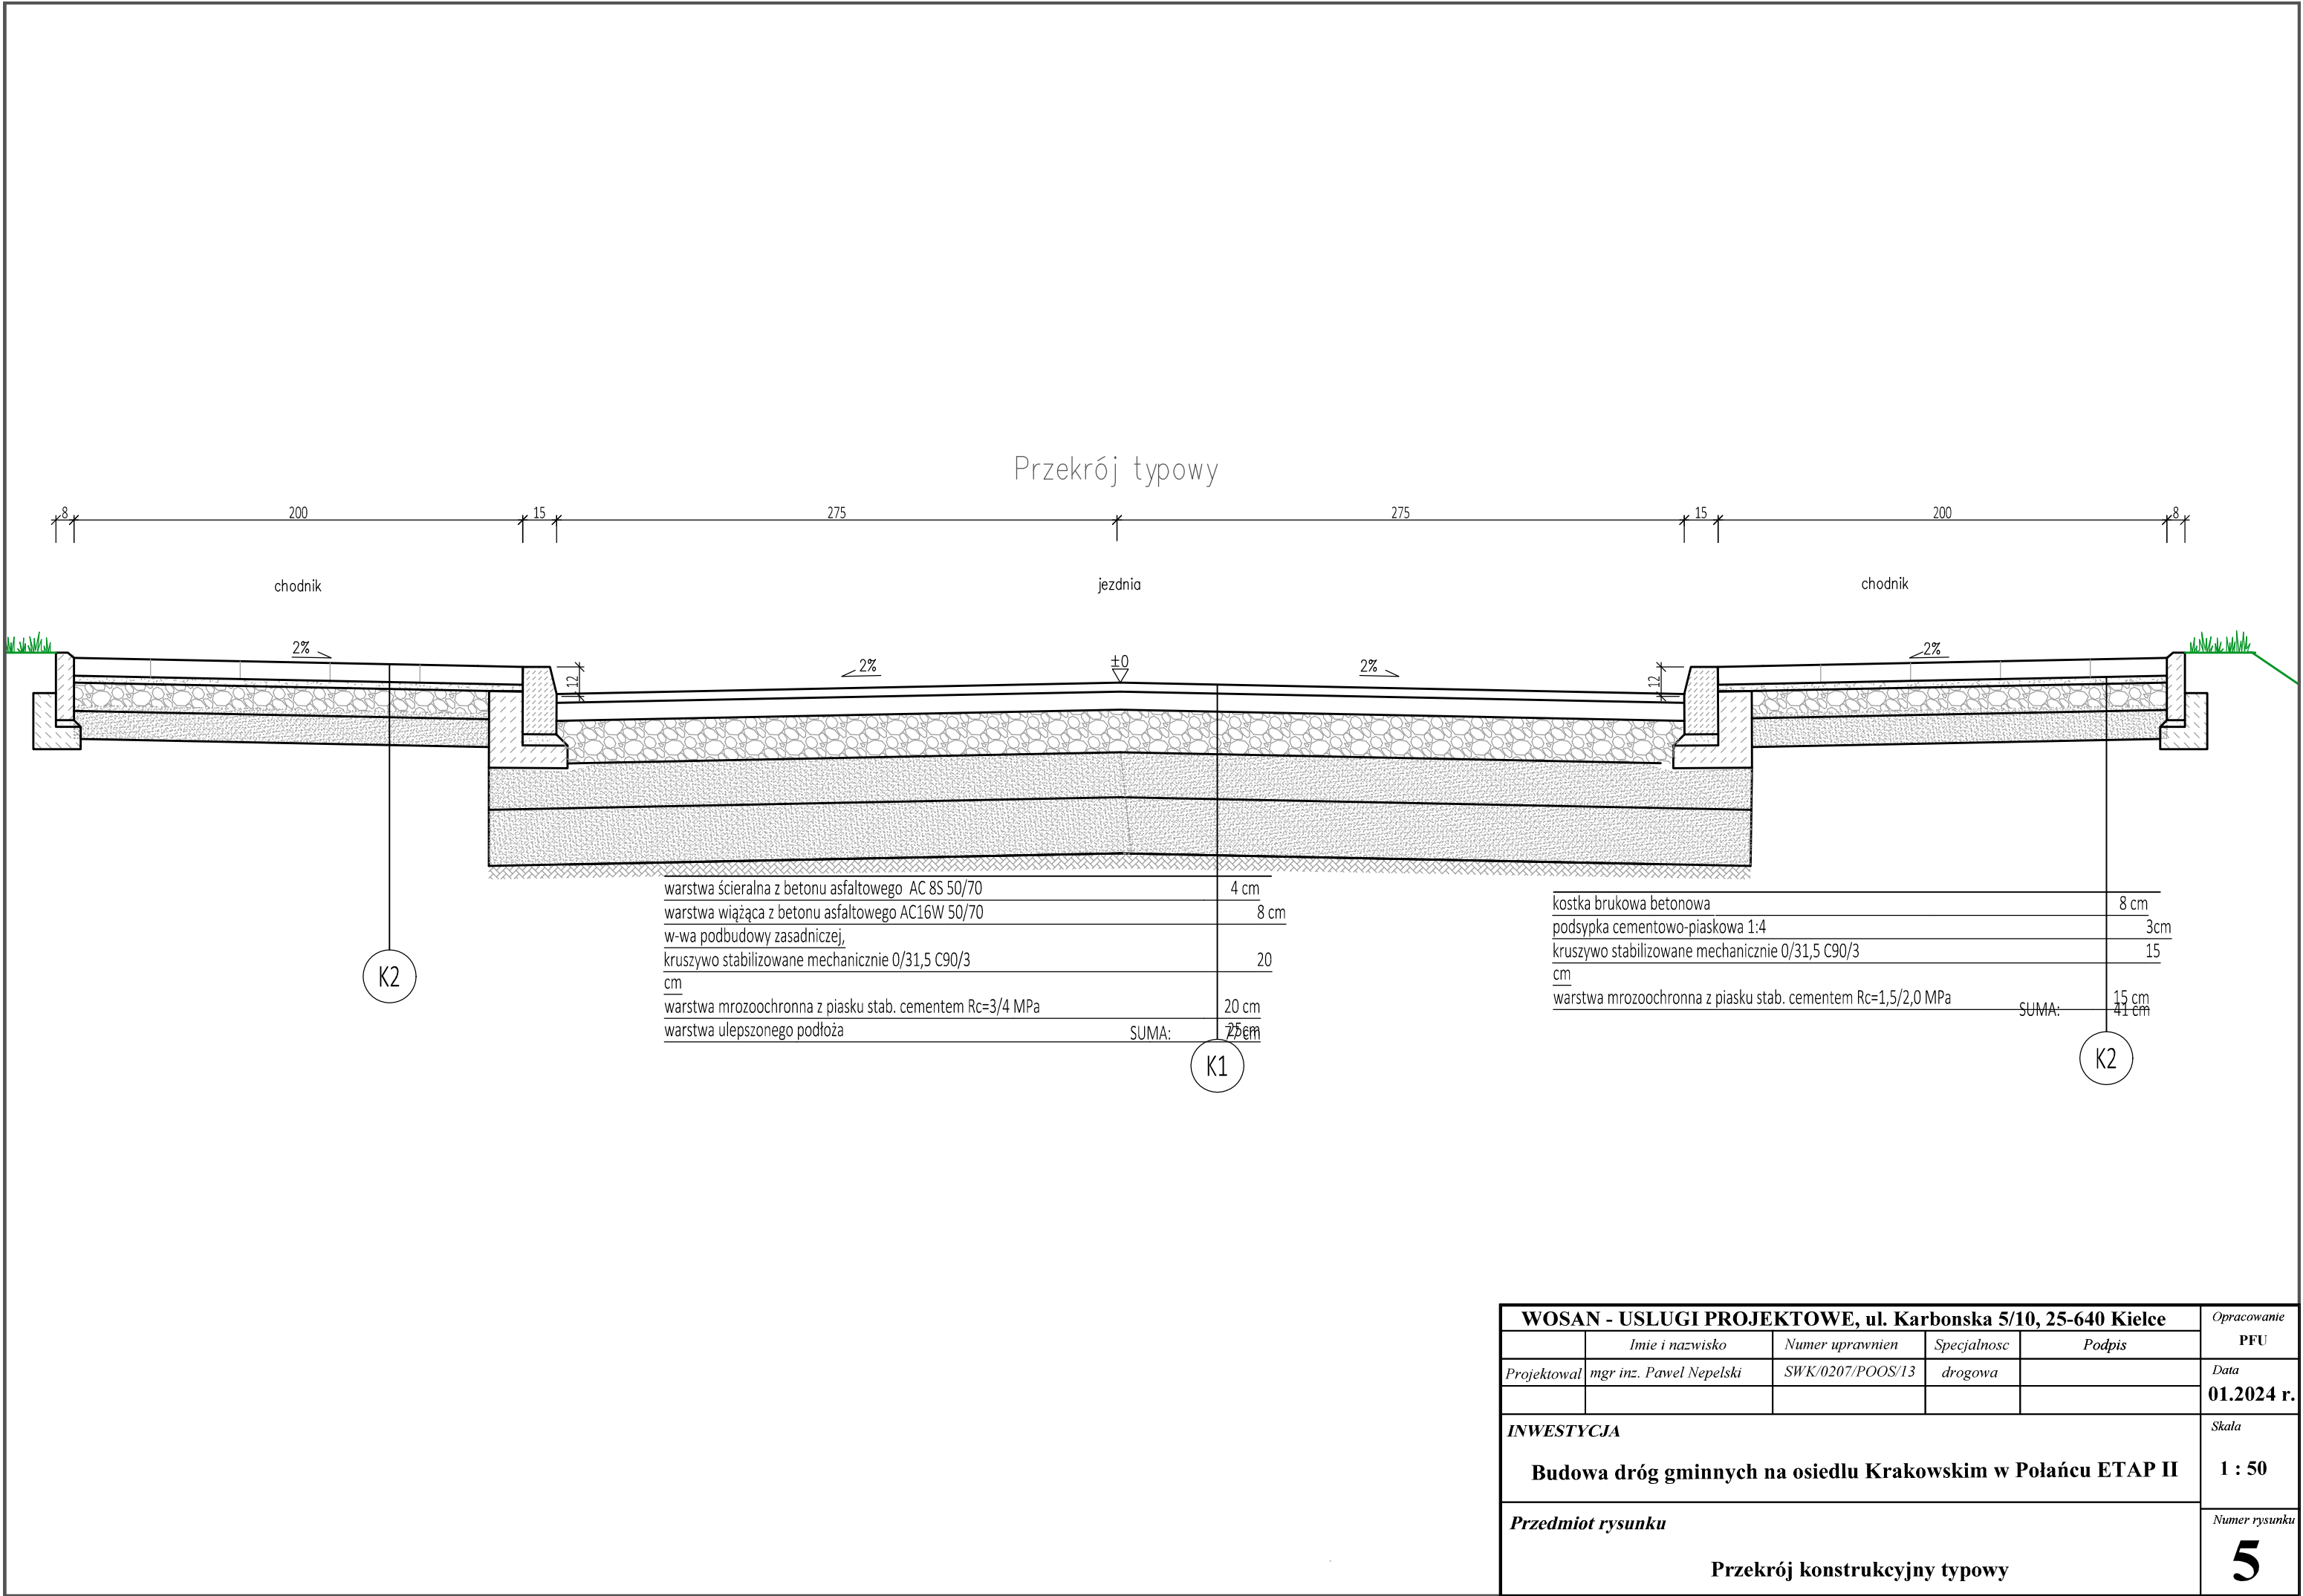 Przekrój typowy
8 200 15 275 275 15 200 8
chodnik jezdnia chodnik
2% 12 2% ±0 2% 12 2%
warstwa ścieralna z betonu asfaltowego AC 8S 50/70 4 cm
warstwa wiążąca z betonu asfaltowego AC16W 50/70 8 cm
w-wa podbudowy zasadniczej,
kruszywo stabilizowane mechanicznie 0/31,5 C90/3 20
cm
warstwa mrozoochronna z piasku stab. cementem Rc=3/4 MPa 20 cm
warstwa ulepszonego podłoża 25cm
SUMA: 77 cm
kostka brukowa betonowa 8 cm
podsypka cementowo-piaskowa 1:4 3cm
kruszywo stabilizowane mechanicznie 0/31,5 C90/3 15
cm
warstwa mrozoochronna z piasku stab. cementem Rc=1,5/2,0 MPa 15 cm
SUMA: 41 cm
K2
K1
K2
WOSAN - USLUGI PROJEKTOWE, ul. Karbonska 5/10, 25-640 Kielce
Opracowanie
PFU
Imie i nazwisko Numer uprawnien Specjalnosc Podpis
Projektowal mgr inz. Pawel Nepelski SWK/0207/POOS/13 drogowa
Data
01.2024 r.
INWESTYCJA
Budowa dróg gminnych na osiedlu Krakowskim w Połańcu ETAP II
Skala
1 : 50
Przedmiot rysunku
Przekrój konstrukcyjny typowy
Numer rysunku
5